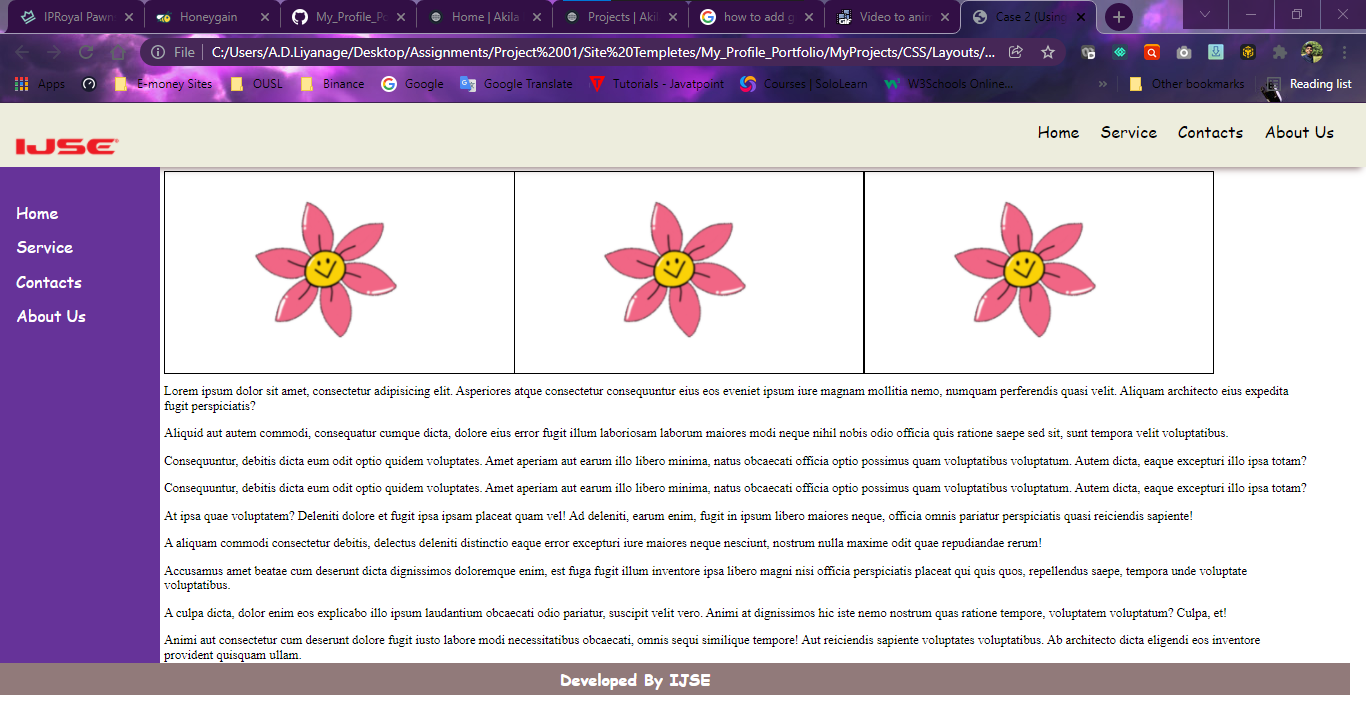 IPRoyal Pawn
Honeygain
My_Profile_Po
Home | Akila
Projects | Akil
how to add g
Video to anim
Case 2 (Using
File
C:/Users/A.D.Liyanage/Desktop/Assignments/Project%2001/Site%20Templetes/My_Profile_Portfolio/MyProjects/CSS/Layouts/...
Apps
E-money Sites
OUSL
Binance
Google
Google Translate
Tutorials - Javatpoint
Courses | SoloLearn
W3Schools Online...
»
Other bookmarks
Reading list
IJSE
Home Service Contacts About Us
Home
Service
Contacts
About Us
Lorem ipsum dolor sit amet, consectetur adipisicing elit. Asperiores atque consectetur consequuntur eius eos eveniet ipsum iure magnam mollitia nemo, numquam perferendis quasi velit. Aliquam architecto eius expedita
fugit perspiciatis?
Aliquid aut autem commodi, consequatur cumque dicta, dolore eius error fugit illum laboriosam laborum maiores modi neque nihil nobis odio officia quis ratione saepe sed sit, sunt tempora velit voluptatibus.
Consequuntur, debitis dicta eum odit optio quidem voluptates. Amet aperiam aut earum illo libero minima, natus obcaecati officia optio possimus quam voluptatibus voluptatum. Autem dicta, eaque excepturi illo ipsa totam?
Consequuntur, debitis dicta eum odit optio quidem voluptates. Amet aperiam aut earum illo libero minima, natus obcaecati officia optio possimus quam voluptatibus voluptatum. Autem dicta, eaque excepturi illo ipsa totam?
At ipsa quae voluptatem? Deleniti dolore et fugit ipsa ipsam placeat quam vel! Ad deleniti, earum enim, fugit in ipsum libero maiores neque, officia omnis pariatur perspiciatis quasi reiciendis sapiente!
A aliquam commodi consectetur debitis, delectus deleniti distinctio eaque error excepturi iure maiores neque nesciunt, nostrum nulla maxime odit quae repudiandae rerum!
Accusamus amet beatae cum deserunt dicta dignissimos doloremque enim, est fuga fugit illum inventore ipsa libero magni nisi officia perspiciatis placeat qui quis quos, repellendus saepe, tempora unde voluptate
voluptatibus.
A culpa dicta, dolor enim eos explicabo illo ipsum laudantium obcaecati odio pariatur, suscipit velit vero. Animi at dignissimos hic iste nemo nostrum quas ratione tempore, voluptatem voluptatum? Culpa, et!
Animi aut consectetur cum deserunt dolore fugit iusto labore modi necessitatibus obcaecati, omnis sequi similique tempore! Aut reiciendis sapiente voluptates voluptatibus. Ab architecto dicta eligendi eos inventore
provident quisquam ullam.
Developed By IJSE